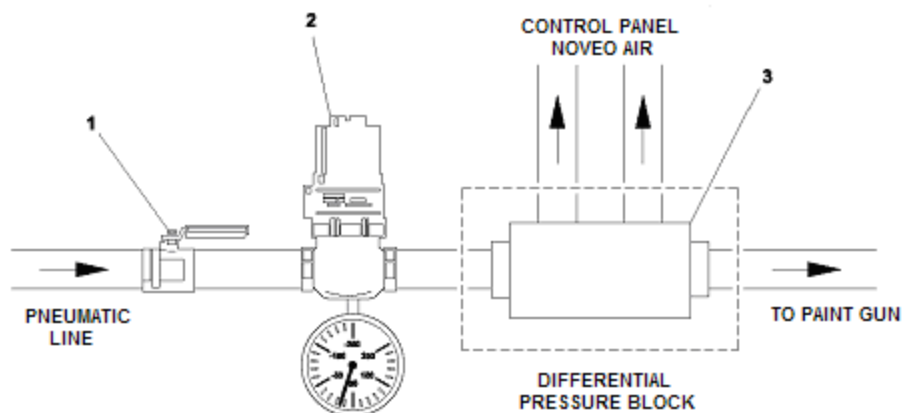 1
2
CONTROL PANEL
NOVEO AIR
3
PNEUMATIC
LINE
TO PAINT GUN
DIFFERENTIAL
PRESSURE BLOCK